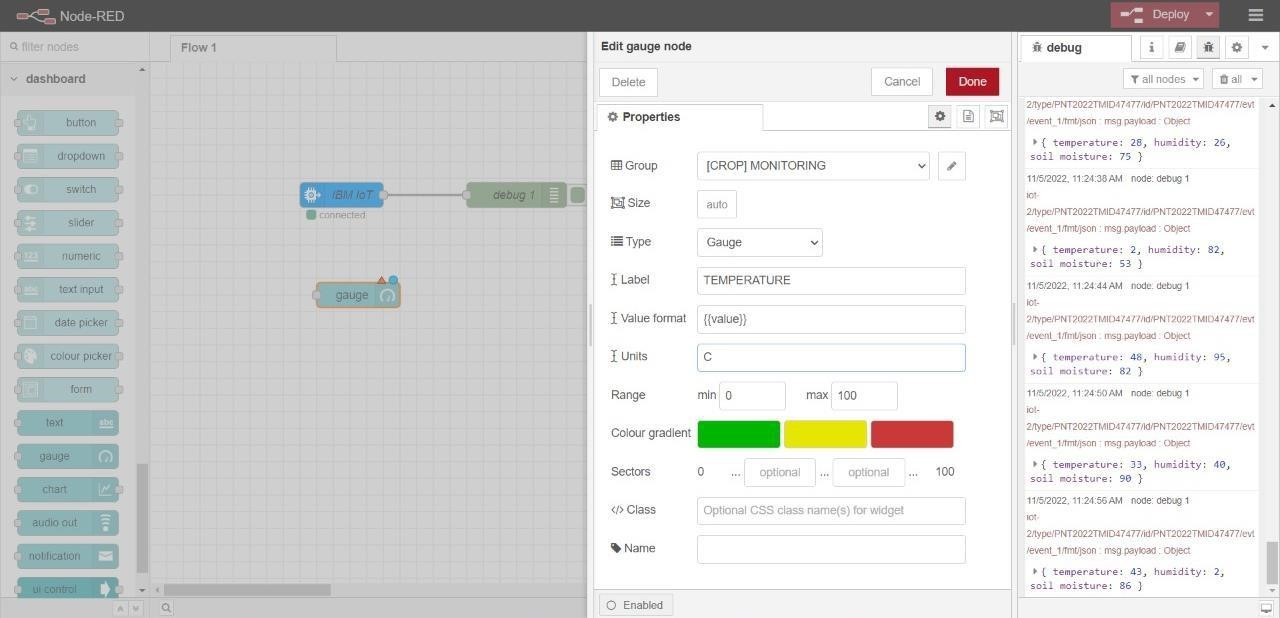 Node-RED
Deploy
filter nodes
Flow 1
dashboard
button
dropdown
switch
slider
numeric
123
text input
abc
date picker
colour picker
form
text
abc
gauge
chart
audio out
notification
ui control
IBM IoT
connected
debug 1
gauge
Edit gauge node
Delete
Cancel
Done
Properties
Group
[CROP] MONITORING
Size
auto
Type
Gauge
Label
TEMPERATURE
Value format
{{value}}
Units
C
Range
min
0
max
100
Colour gradient
Sectors
0
...
optional
...
optional
...
100
</> Class
Optional CSS class name(s) for widget
Name
Enabled
debug
i
all nodes
all
2/type/PNT2022TMID47477/id/PNT2022TMID47477/evt
/event_1/fmt/json : msg.payload : Object
{ temperature: 28, humidity: 26,
soil moisture: 75 }
11/5/2022, 11:24:38 AM node: debug 1
iot-
2/type/PNT2022TMID47477/id/PNT2022TMID47477/evt
/event_1/fmt/json : msg.payload : Object
{ temperature: 2, humidity: 82,
soil moisture: 53 }
11/5/2022, 11:24:44 AM node: debug 1
iot-
2/type/PNT2022TMID47477/id/PNT2022TMID47477/evt
/event_1/fmt/json : msg.payload : Object
{ temperature: 48, humidity: 95,
soil moisture: 82 }
11/5/2022, 11:24:50 AM node: debug 1
iot-
2/type/PNT2022TMID47477/id/PNT2022TMID47477/evt
/event_1/fmt/json : msg.payload : Object
{ temperature: 33, humidity: 40,
soil moisture: 90 }
11/5/2022, 11:24:56 AM node: debug 1
iot-
2/type/PNT2022TMID47477/id/PNT2022TMID47477/evt
/event_1/fmt/json : msg.payload : Object
{ temperature: 43, humidity: 2,
soil moisture: 86 }